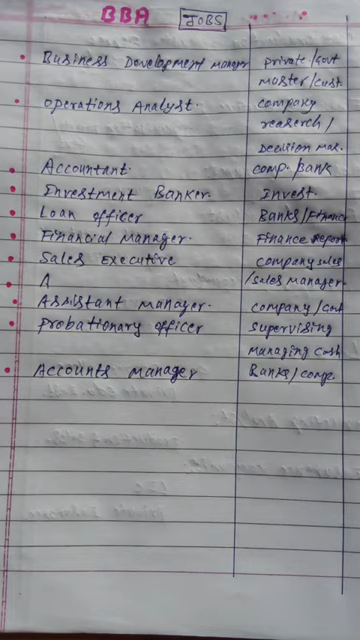 BBA JOBS
Business Development manager private/Govt
master/cust.
operations Analyst. company
reaserch/
Decision mak.
Accountant. comp./Bank
Investment Banker. Invest.
Loan officer Banks/Finance
Financial Manager. Finance Report
Sales Executive company sales
A /sales Manager
Assistant manager. company/Govt
probationary officer supervising
managing cash
Accounts manager Banks/comp.